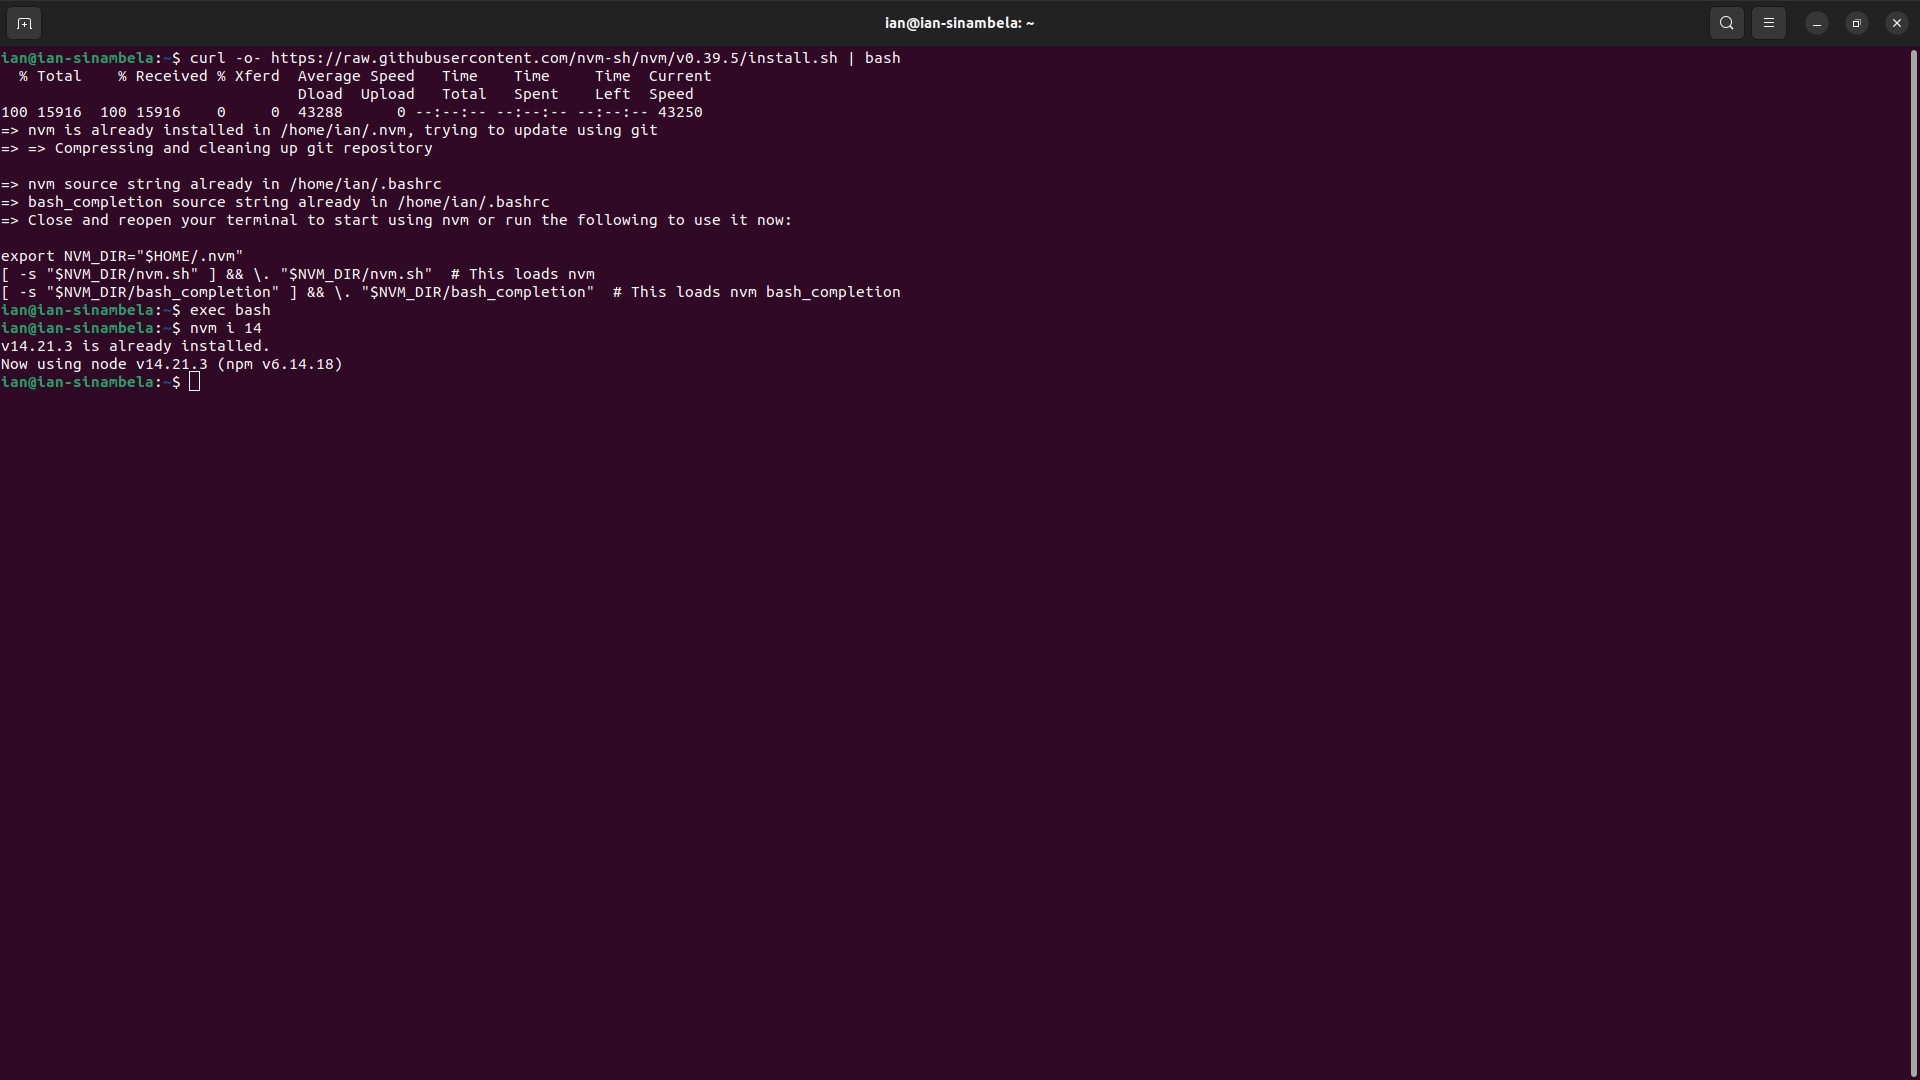 ian@ian-sinambela: ~
ian@ian-sinambela:~$ curl -o- https://raw.githubusercontent.com/nvm-sh/nvm/v0.39.5/install.sh | bash
  % Total    % Received % Xferd  Average Speed   Time    Time     Time  Current
                                 Dload  Upload   Total   Spent    Left  Speed
100 15916  100 15916    0     0  43288      0 --:--:-- --:--:-- --:--:-- 43250
=> nvm is already installed in /home/ian/.nvm, trying to update using git
=> => Compressing and cleaning up git repository

=> nvm source string already in /home/ian/.bashrc
=> bash_completion source string already in /home/ian/.bashrc
=> Close and reopen your terminal to start using nvm or run the following to use it now:

export NVM_DIR="$HOME/.nvm"
[ -s "$NVM_DIR/nvm.sh" ] && \. "$NVM_DIR/nvm.sh"  # This loads nvm
[ -s "$NVM_DIR/bash_completion" ] && \. "$NVM_DIR/bash_completion"  # This loads nvm bash_completion
ian@ian-sinambela:~$ exec bash
ian@ian-sinambela:~$ nvm i 14
v14.21.3 is already installed.
Now using node v14.21.3 (npm v6.14.18)
ian@ian-sinambela:~$